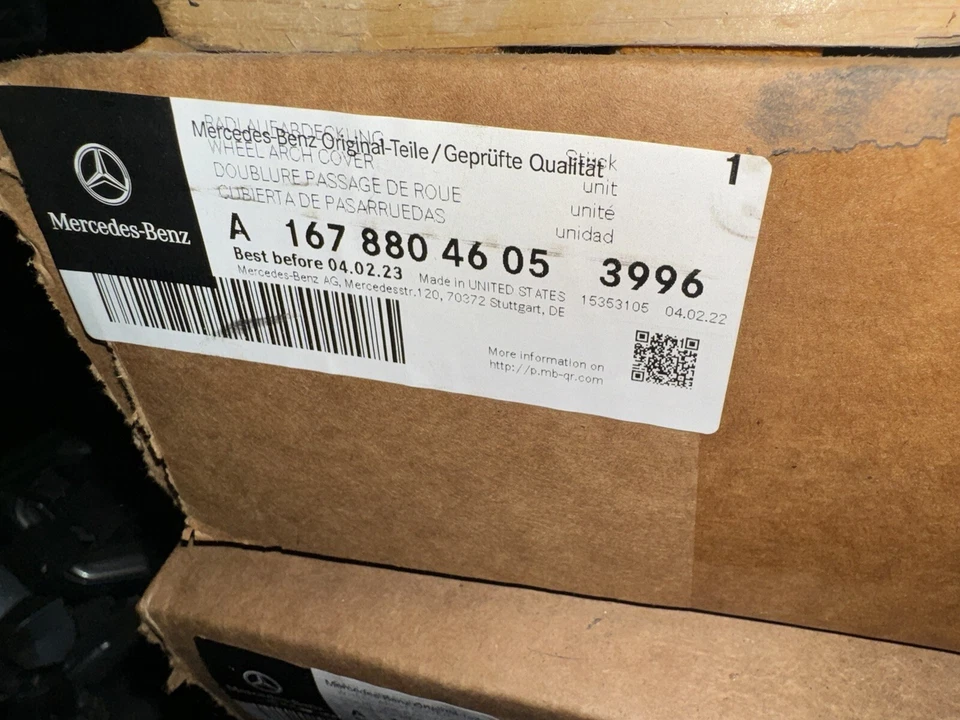 Mercedes-Benz
Mercedes-Benz Original-Teile / Geprüfte Qualität
RADLAUFABDECKUNG Stück 1
WHEEL ARCH COVER unit
DOUBLURE PASSAGE DE ROUE unité
CUBIERTA DE PASARRUEDAS unidad
A 167 880 46 05 3996
Best before 04.02.23 Made in UNITED STATES 15353105 04.02.22
Mercedes-Benz AG, Mercedesstr.120, 70372 Stuttgart, DE
More information on
http://p.mb-qr.com